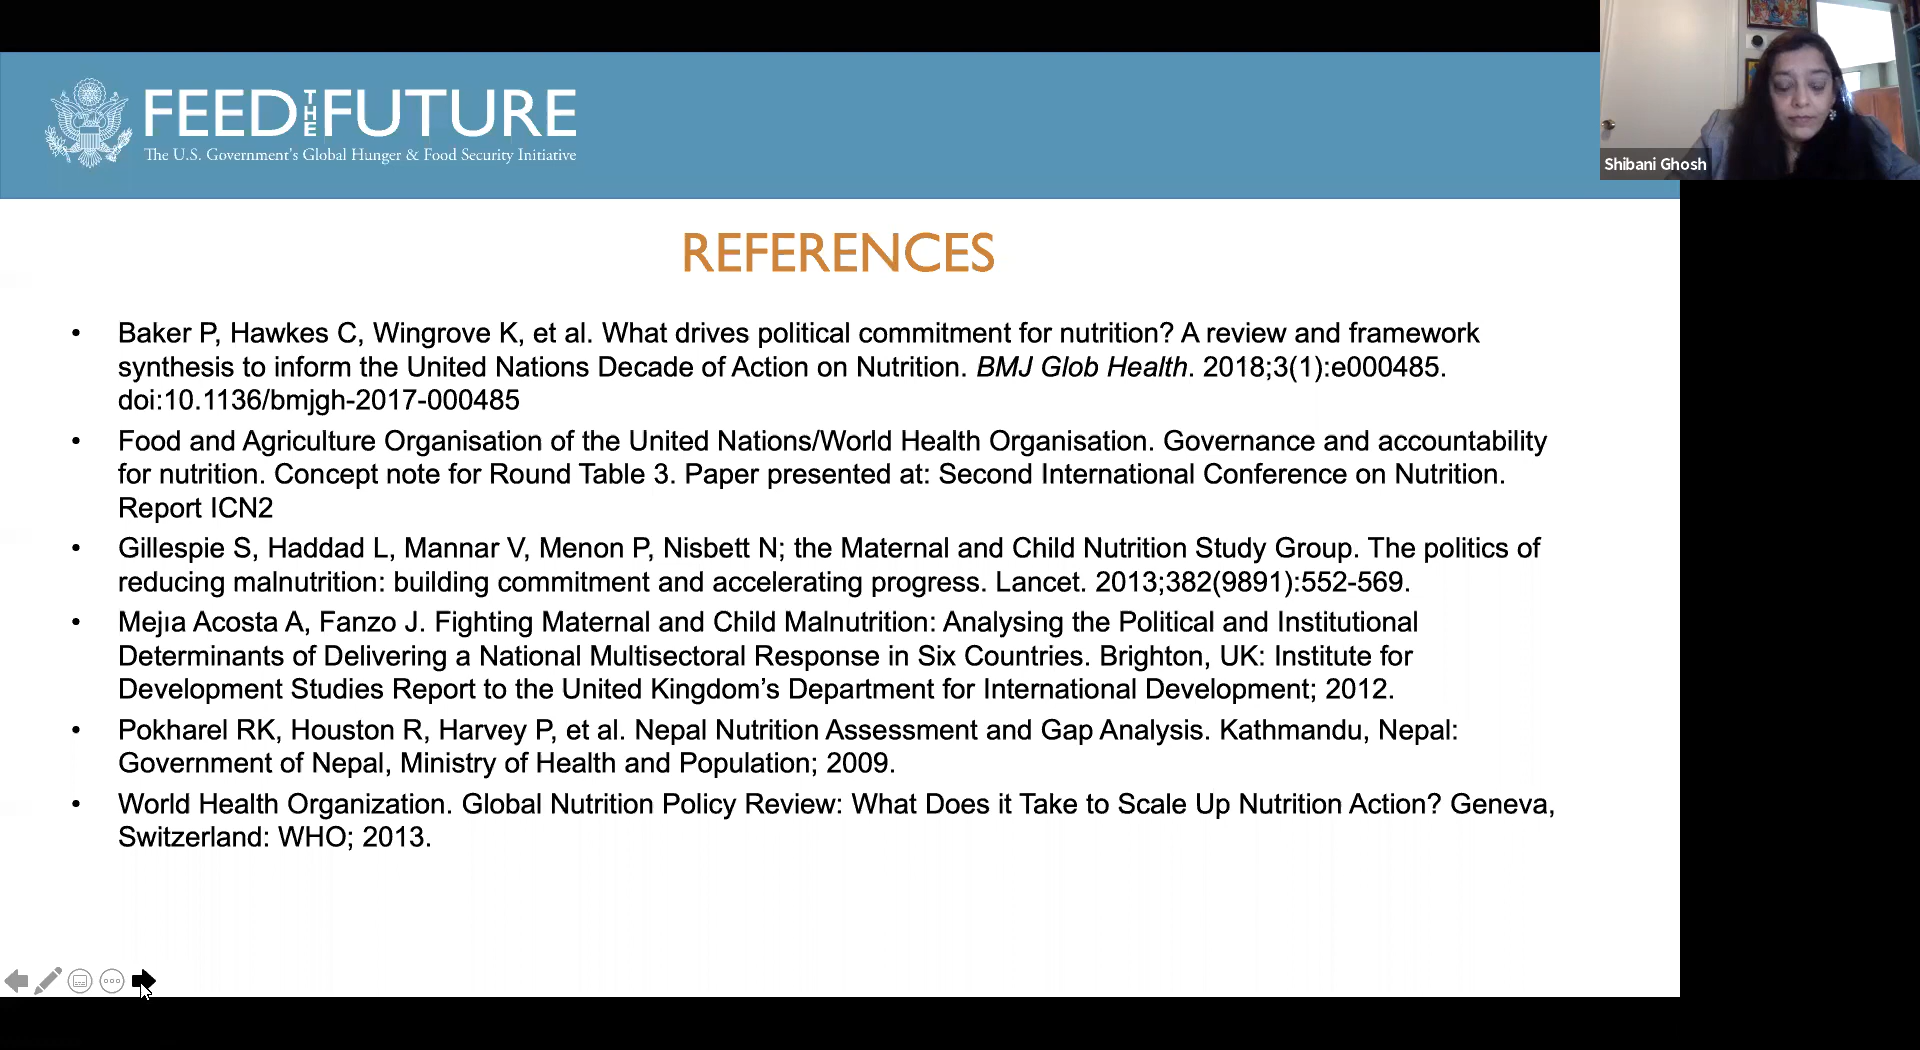 FEED THE FUTURE
The U.S. Government's Global Hunger & Food Security Initiative
Shibani Ghosh
REFERENCES
• Baker P, Hawkes C, Wingrove K, et al. What drives political commitment for nutrition? A review and framework
synthesis to inform the United Nations Decade of Action on Nutrition. BMJ Glob Health. 2018;3(1):e000485.
doi:10.1136/bmjgh-2017-000485
• Food and Agriculture Organisation of the United Nations/World Health Organisation. Governance and accountability
for nutrition. Concept note for Round Table 3. Paper presented at: Second International Conference on Nutrition.
Report ICN2
• Gillespie S, Haddad L, Mannar V, Menon P, Nisbett N; the Maternal and Child Nutrition Study Group. The politics of
reducing malnutrition: building commitment and accelerating progress. Lancet. 2013;382(9891):552-569.
• Mejıa Acosta A, Fanzo J. Fighting Maternal and Child Malnutrition: Analysing the Political and Institutional
Determinants of Delivering a National Multisectoral Response in Six Countries. Brighton, UK: Institute for
Development Studies Report to the United Kingdom’s Department for International Development; 2012.
• Pokharel RK, Houston R, Harvey P, et al. Nepal Nutrition Assessment and Gap Analysis. Kathmandu, Nepal:
Government of Nepal, Ministry of Health and Population; 2009.
• World Health Organization. Global Nutrition Policy Review: What Does it Take to Scale Up Nutrition Action? Geneva,
Switzerland: WHO; 2013.